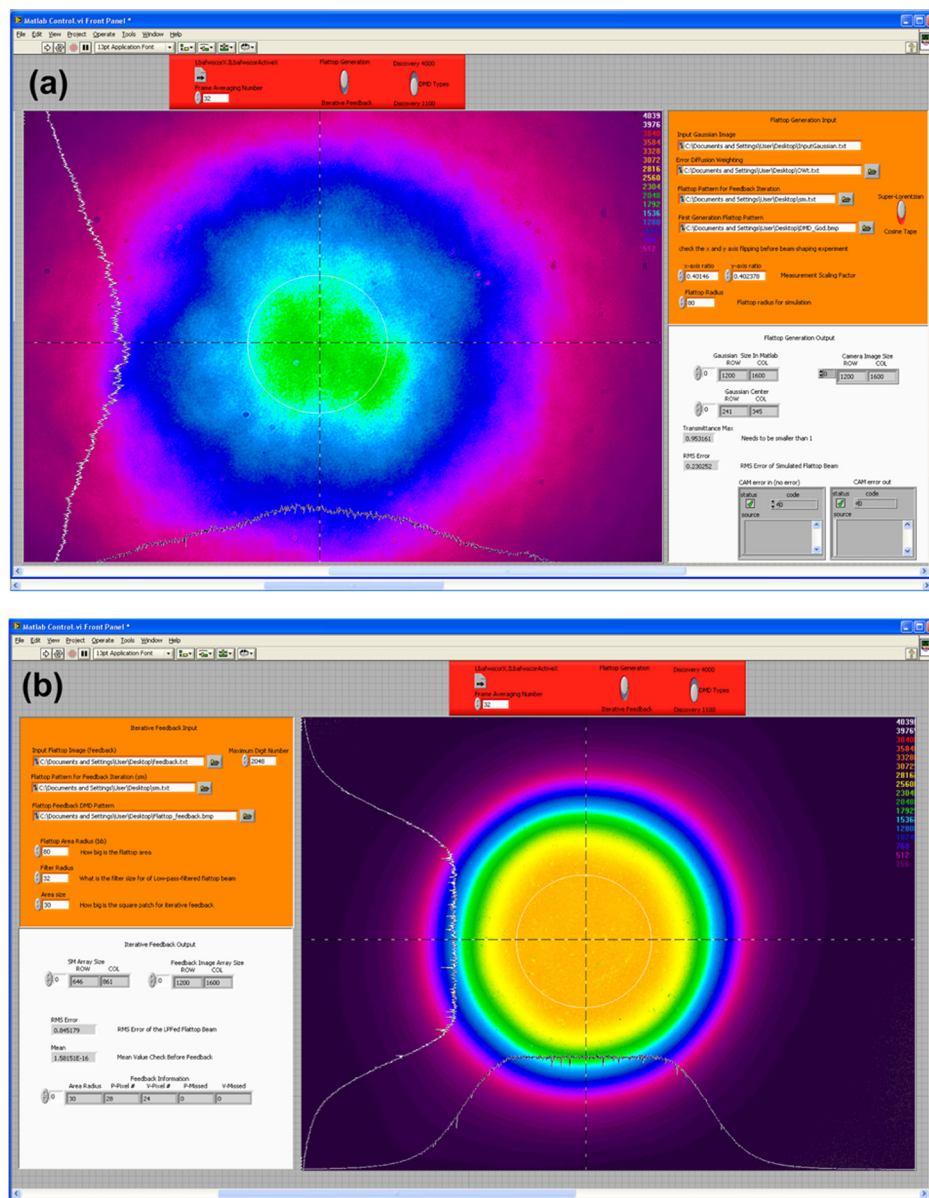 Matlab Control.vi Front Panel *
File Edit View Project Operate Tools Window Help
13pt Application Font
(a)
LbafwscorX.ILbafwscorActiveX
Frame Averaging Number
32
Flattop Generation
Iterative Feedback
Discovery 4000
DMD Types
Discovery 1100
4039
3976
3840
3584
3328
3072
2816
2560
2304
2048
1792
1536
1280
512
Flattop Generation Input
Input Gaussian Image
C:\Documents and Settings\User\Desktop\InputGaussian.txt
Error Diffusion Weighting
C:\Documents and Settings\User\Desktop\OWt.txt
Flattop Pattern for Feedback Iteration
C:\Documents and Settings\User\Desktop\sm.txt
Super-Lorentzian
Cosine Tape
First Generation Flattop Pattern
C:\Documents and Settings\User\Desktop\DMD_God.bmp
check the x and y axis flipping before beam shaping experiment
x-axis ratio y-axis ratio
0.40146 0.402378 Measurement Scaling Factor
Flattop Radius
80 Flattop radius for simulation
Flattop Generation Output
Gaussian Size In Matlab
ROW COL
0 1200 1600
Camera Image Size
ROW COL
0 1200 1600
Gaussian Center
ROW COL
0 241 345
Transmittance Max
0.953161 Needs to be smaller than 1
RMS Error
0.230252 RMS Error of Simulated Flattop Beam
CAM error in (no error)
status code
0
source
CAM error out
status code
0
source
Matlab Control.vi Front Panel *
File Edit View Project Operate Tools Window Help
13pt Application Font
(b)
LbafwscorX.ILbafwscorActiveX
Frame Averaging Number
32
Flattop Generation
Iterative Feedback
Discovery 4000
DMD Types
Discovery 1100
Iterative Feedback Input
Input Flattop Image (feedback)
C:\Documents and Settings\User\Desktop\feedback.txt
Maximum Digit Number
2048
Flattop Pattern for Feedback Iteration (sm)
C:\Documents and Settings\User\Desktop\sm.txt
Flattop Feedback DMD Pattern
C:\Documents and Settings\User\Desktop\Flattop_feedback.bmp
Flattop Area Radius (bb)
80 How big is the flattop area
Filter Radius
32 What is the filter size for of Low-pass-filtered flattop beam
Area size
30 How big is the square patch for iterative feedback
Iterative Feedback Output
SM Array Size
ROW COL
0 646 861
Feedback Image Array Size
ROW COL
0 1200 1600
RMS Error
0.845179 RMS Error of the LPFed Flattop Beam
Mean
1.58151E-16 Mean Value Check Before Feedback
Feedback Information
Area Radius P-Pixel # V-Pixel # P-Missed V-Missed
0 30 28 24 0 0
4039
3976
3840
3584
3328
3072
2816
2560
2304
2048
1792
1536
1280
1024
768
512
256